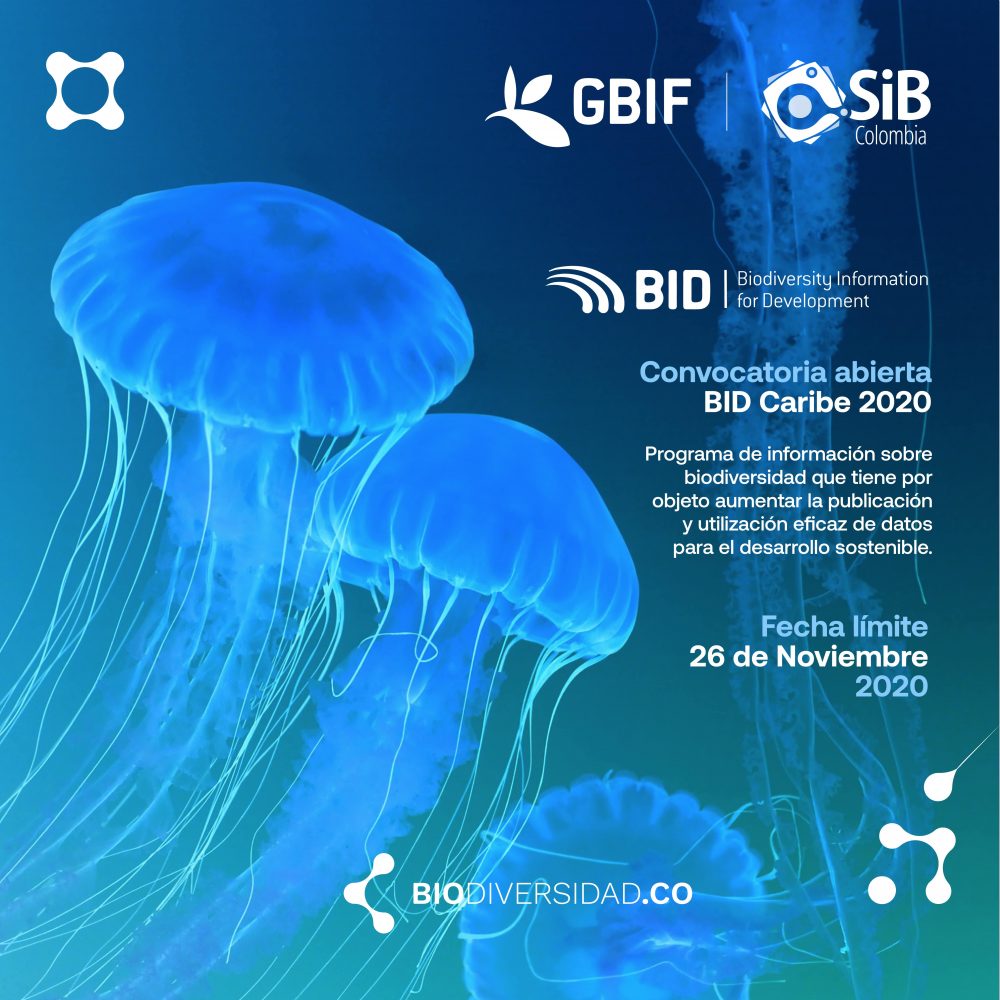 GBIF
SiB
Colombia
BID
Biodiversity Information
for Development
Convocatoria abierta
BID Caribe 2020
Programa de información sobre
biodiversidad que tiene por
objeto aumentar la publicación
y utilización eficaz de datos
para el desarrollo sostenible.
Fecha límite
26 de Noviembre
2020
BIODIVERSIDAD.CO